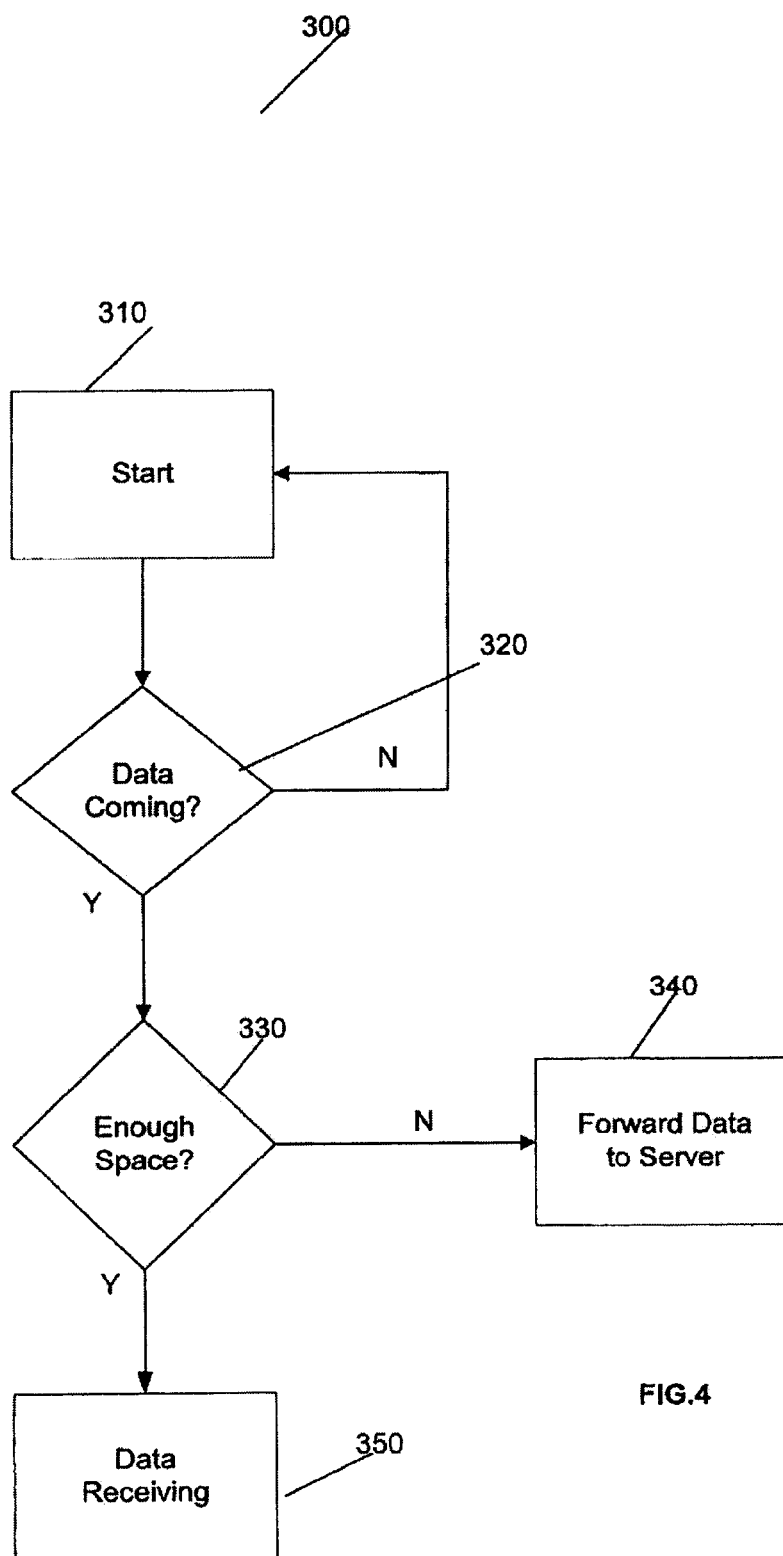 300
310
Start
320
Data
Coming?
N
Y
330
Enough
Space?
N
340
Forward Data
to Server
Y
350
Data
Receiving
FIG.4